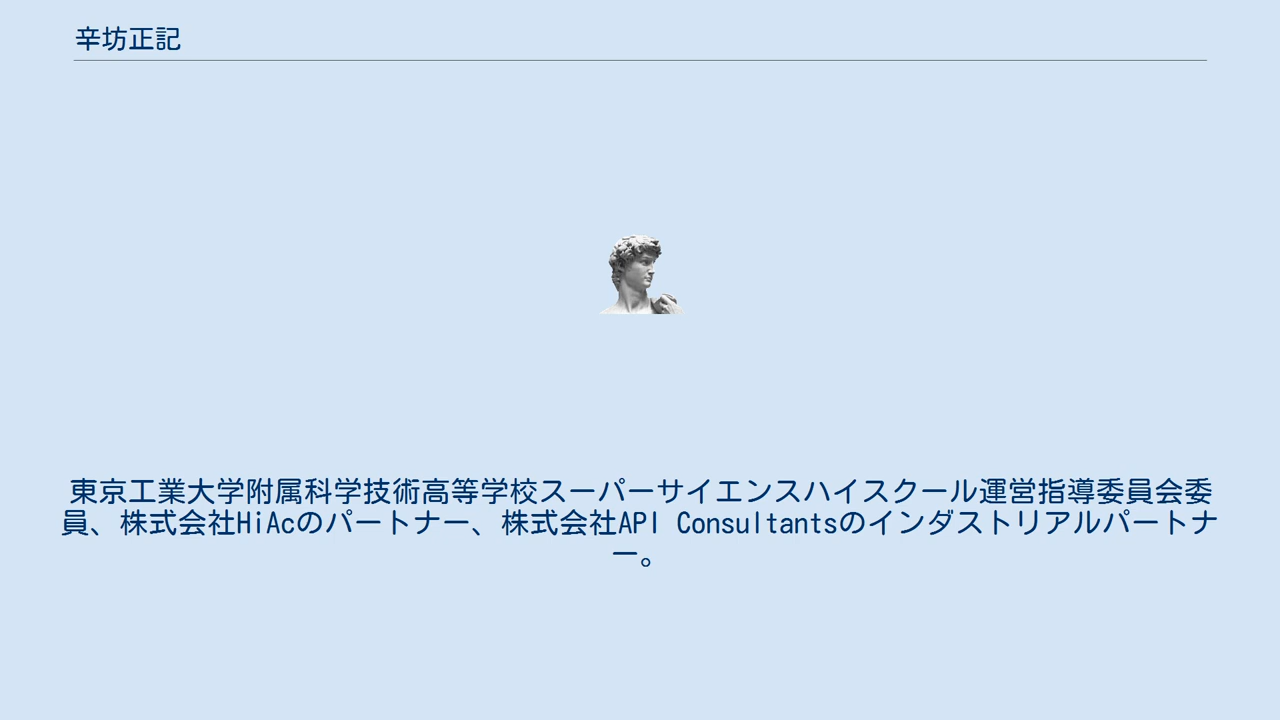 辛坊正記
東京工業大学附属科学技術高等学校スーパーサイエンスハイスクール運営指導委員会委
員、株式会社HiAcのパートナー、株式会社API Consultantsのインダストリアルパートナ
ー。